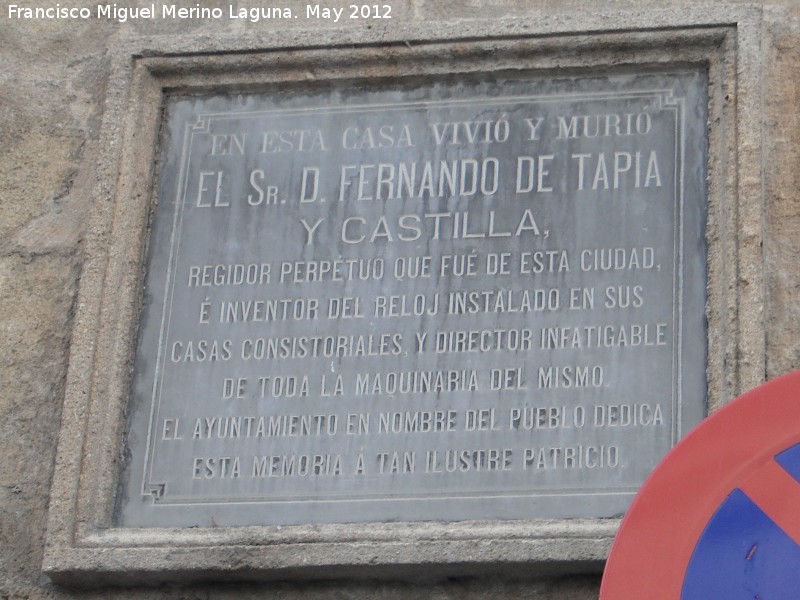 Francisco Miguel Merino Laguna. May 2012
EN ESTA CASA VIVIÓ Y MURIÓ
EL SR. D. FERNANDO DE TAPIA
Y CASTILLA,
REGIDOR PERPÉTUO QUE FUÉ DE ESTA CIUDAD,
É INVENTOR DEL RELOJ INSTALADO EN SUS
CASAS CONSISTORIALES, Y DIRECTOR INFATIGABLE
DE TODA LA MAQUINARIA DEL MISMO.
EL AYUNTAMIENTO EN NOMBRE DEL PUEBLO DEDICA
ESTA MEMORIA Á TAN ILUSTRE PATRICIO.